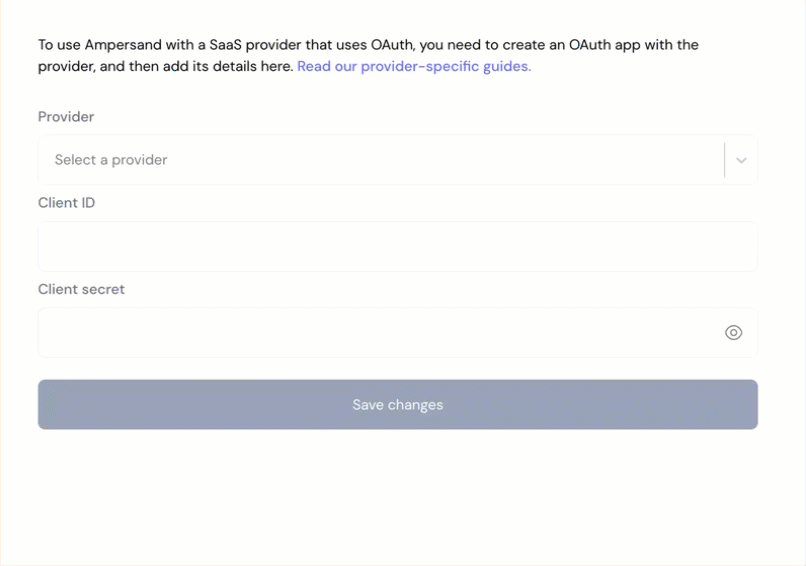 To use Ampersand with a SaaS provider that uses OAuth, you need to create an OAuth app with the
provider, and then add its details here. Read our provider-specific guides.
Provider
Select a provider
Client ID
Client secret
Save changes